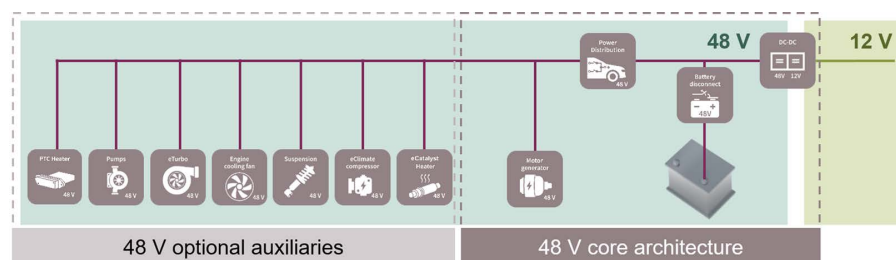 48 V
12 V
Power
Distribution
48 V
DC-DC
48V 12V
Battery
disconnect
48V
PTC Heater
48 V
Pumps
48 V
eTurbo
48 V
Engine
cooling fan
48 V
Suspension
48 V
eClimate
compressor
48 V
eCatalyst
Heater
48 V
Motor
generator
48 V
48 V optional auxiliaries
48 V core architecture